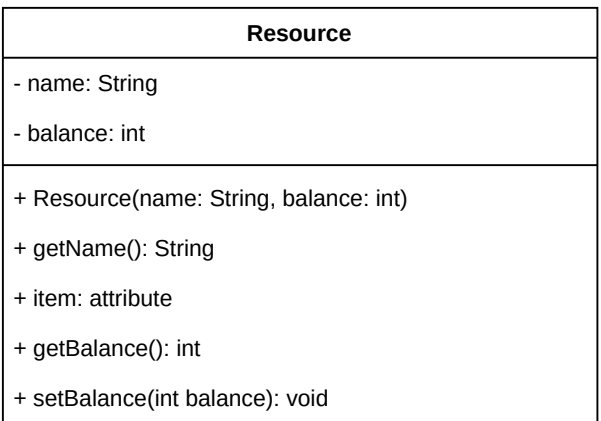 Resource
- name: String
- balance: int
+ Resource(name: String, balance: int)
+ getName(): String
+ item: attribute
+ getBalance(): int
+ setBalance(int balance): void